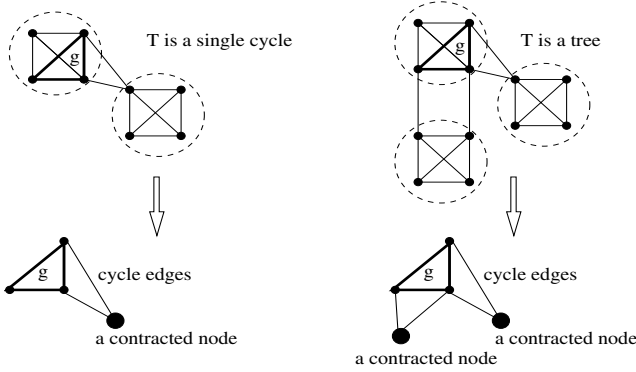 T is a single cycle
g
T is a tree
g
g
cycle edges
a contracted node
g
cycle edges
a contracted node
a contracted node